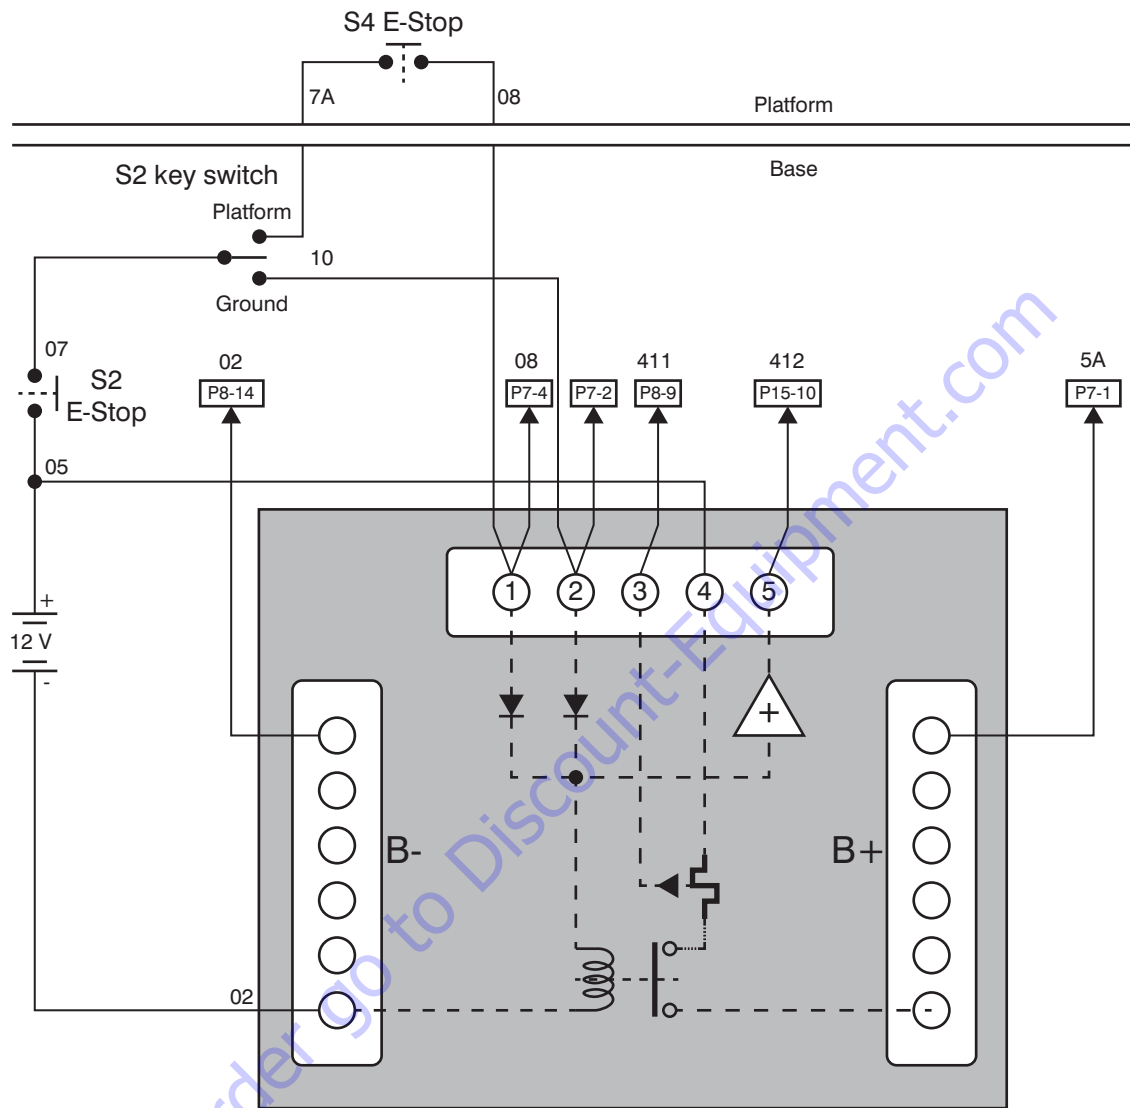 S4 E-Stop
7A
08
Platform
Base
S2 key switch
Platform
10
Ground
07
S2
E-Stop
02
P8-14
08
P7-4
P7-2
411
P8-9
412
P15-10
5A
P7-1
05
1 2 3 4 5
+
12 V
-
+
B-
B+
02
order go to Discount-Equipment.com